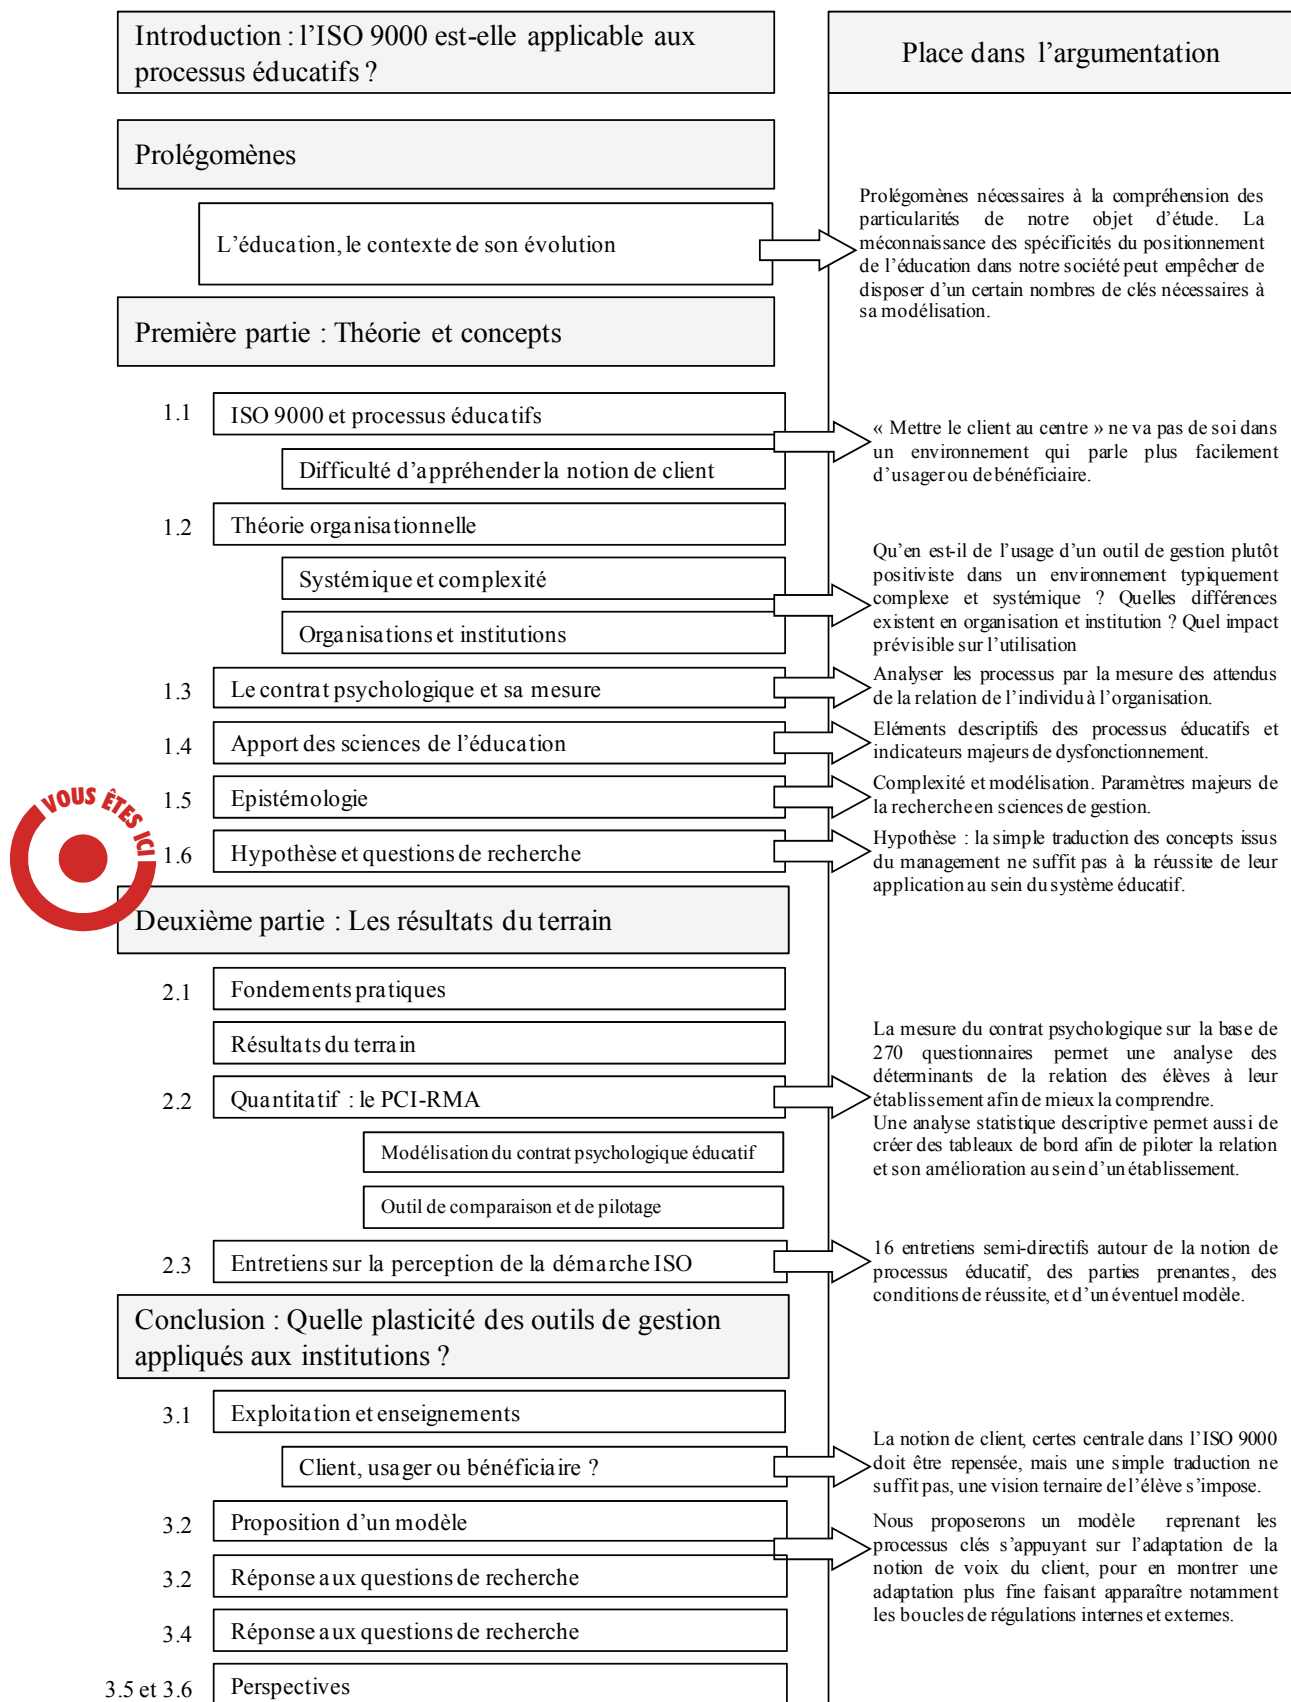 Introduction : l’ISO 9000 est-elle applicable aux
processus éducatifs ?
Place dans l’argumentation
Prolégomènes
L’éducation, le contexte de son évolution
Prolégomènes nécessaires à la compréhension des
particularités de notre objet d’étude. La
méconnaissance des spécificités du positionnement
de l’éducation dans notre société peut empêcher de
disposer d’un certain nombres de clés nécessaires à
sa modélisation.
Première partie : Théorie et concepts
1.1 ISO 9000 et processus éducatifs
Difficulté d’appréhender la notion de client
« Mettre le client au centre » ne va pas de soi dans
un environnement qui parle plus facilement
d’usager ou de bénéficiaire.
1.2 Théorie organisationnelle
Systémique et complexité
Organisations et institutions
Qu’en est-il de l’usage d’un outil de gestion plutôt
positiviste dans un environnement typiquement
complexe et systémique ? Quelles différences
existent en organisation et institution ? Quel impact
prévisible sur l’utilisation
1.3 Le contrat psychologique et sa mesure
Analyser les processus par la mesure des attendus
de la relation de l’individu à l’organisation.
1.4 Apport des sciences de l’éducation
Eléments descriptifs des processus éducatifs et
indicateurs majeurs de dysfonctionnement.
VOUS ÊTES ICI
1.5 Epistémologie
Complexité et modélisation. Paramètres majeurs de
la recherche en sciences de gestion.
1.6 Hypothèse et questions de recherche
Hypothèse : la simple traduction des concepts issus
du management ne suffit pas à la réussite de leur
application au sein du système éducatif.
Deuxième partie : Les résultats du terrain
2.1 Fondements pratiques
Résultats du terrain
2.2 Quantitatif : le PCI-RMA
Modélisation du contrat psychologique éducatif
Outil de comparaison et de pilotage
La mesure du contrat psychologique sur la base de
270 questionnaires permet une analyse des
déterminants de la relation des élèves à leur
établissement afin de mieux la comprendre.
Une analyse statistique descriptive permet aussi de
créer des tableaux de bord afin de piloter la relation
et son amélioration au sein d’un établissement.
2.3 Entretiens sur la perception de la démarche ISO
16 entretiens semi-directifs autour de la notion de
processus éducatif, des parties prenantes, des
conditions de réussite, et d’un éventuel modèle.
Conclusion : Quelle plasticité des outils de gestion
appliqués aux institutions ?
3.1 Exploitation et enseignements
Client, usager ou bénéficiaire ?
La notion de client, certes centrale dans l’ISO 9000
doit être repensée, mais une simple traduction ne
suffit pas, une vision ternaire de l’élève s’impose.
3.2 Proposition d’un modèle
3.2 Réponse aux questions de recherche
Nous proposerons un modèle reprenant les
processus clés s’appuyant sur l’adaptation de la
notion de voix du client, pour en montrer une
adaptation plus fine faisant apparaître notamment
les boucles de régulations internes et externes.
3.4 Réponse aux questions de recherche
3.5 et 3.6 Perspectives